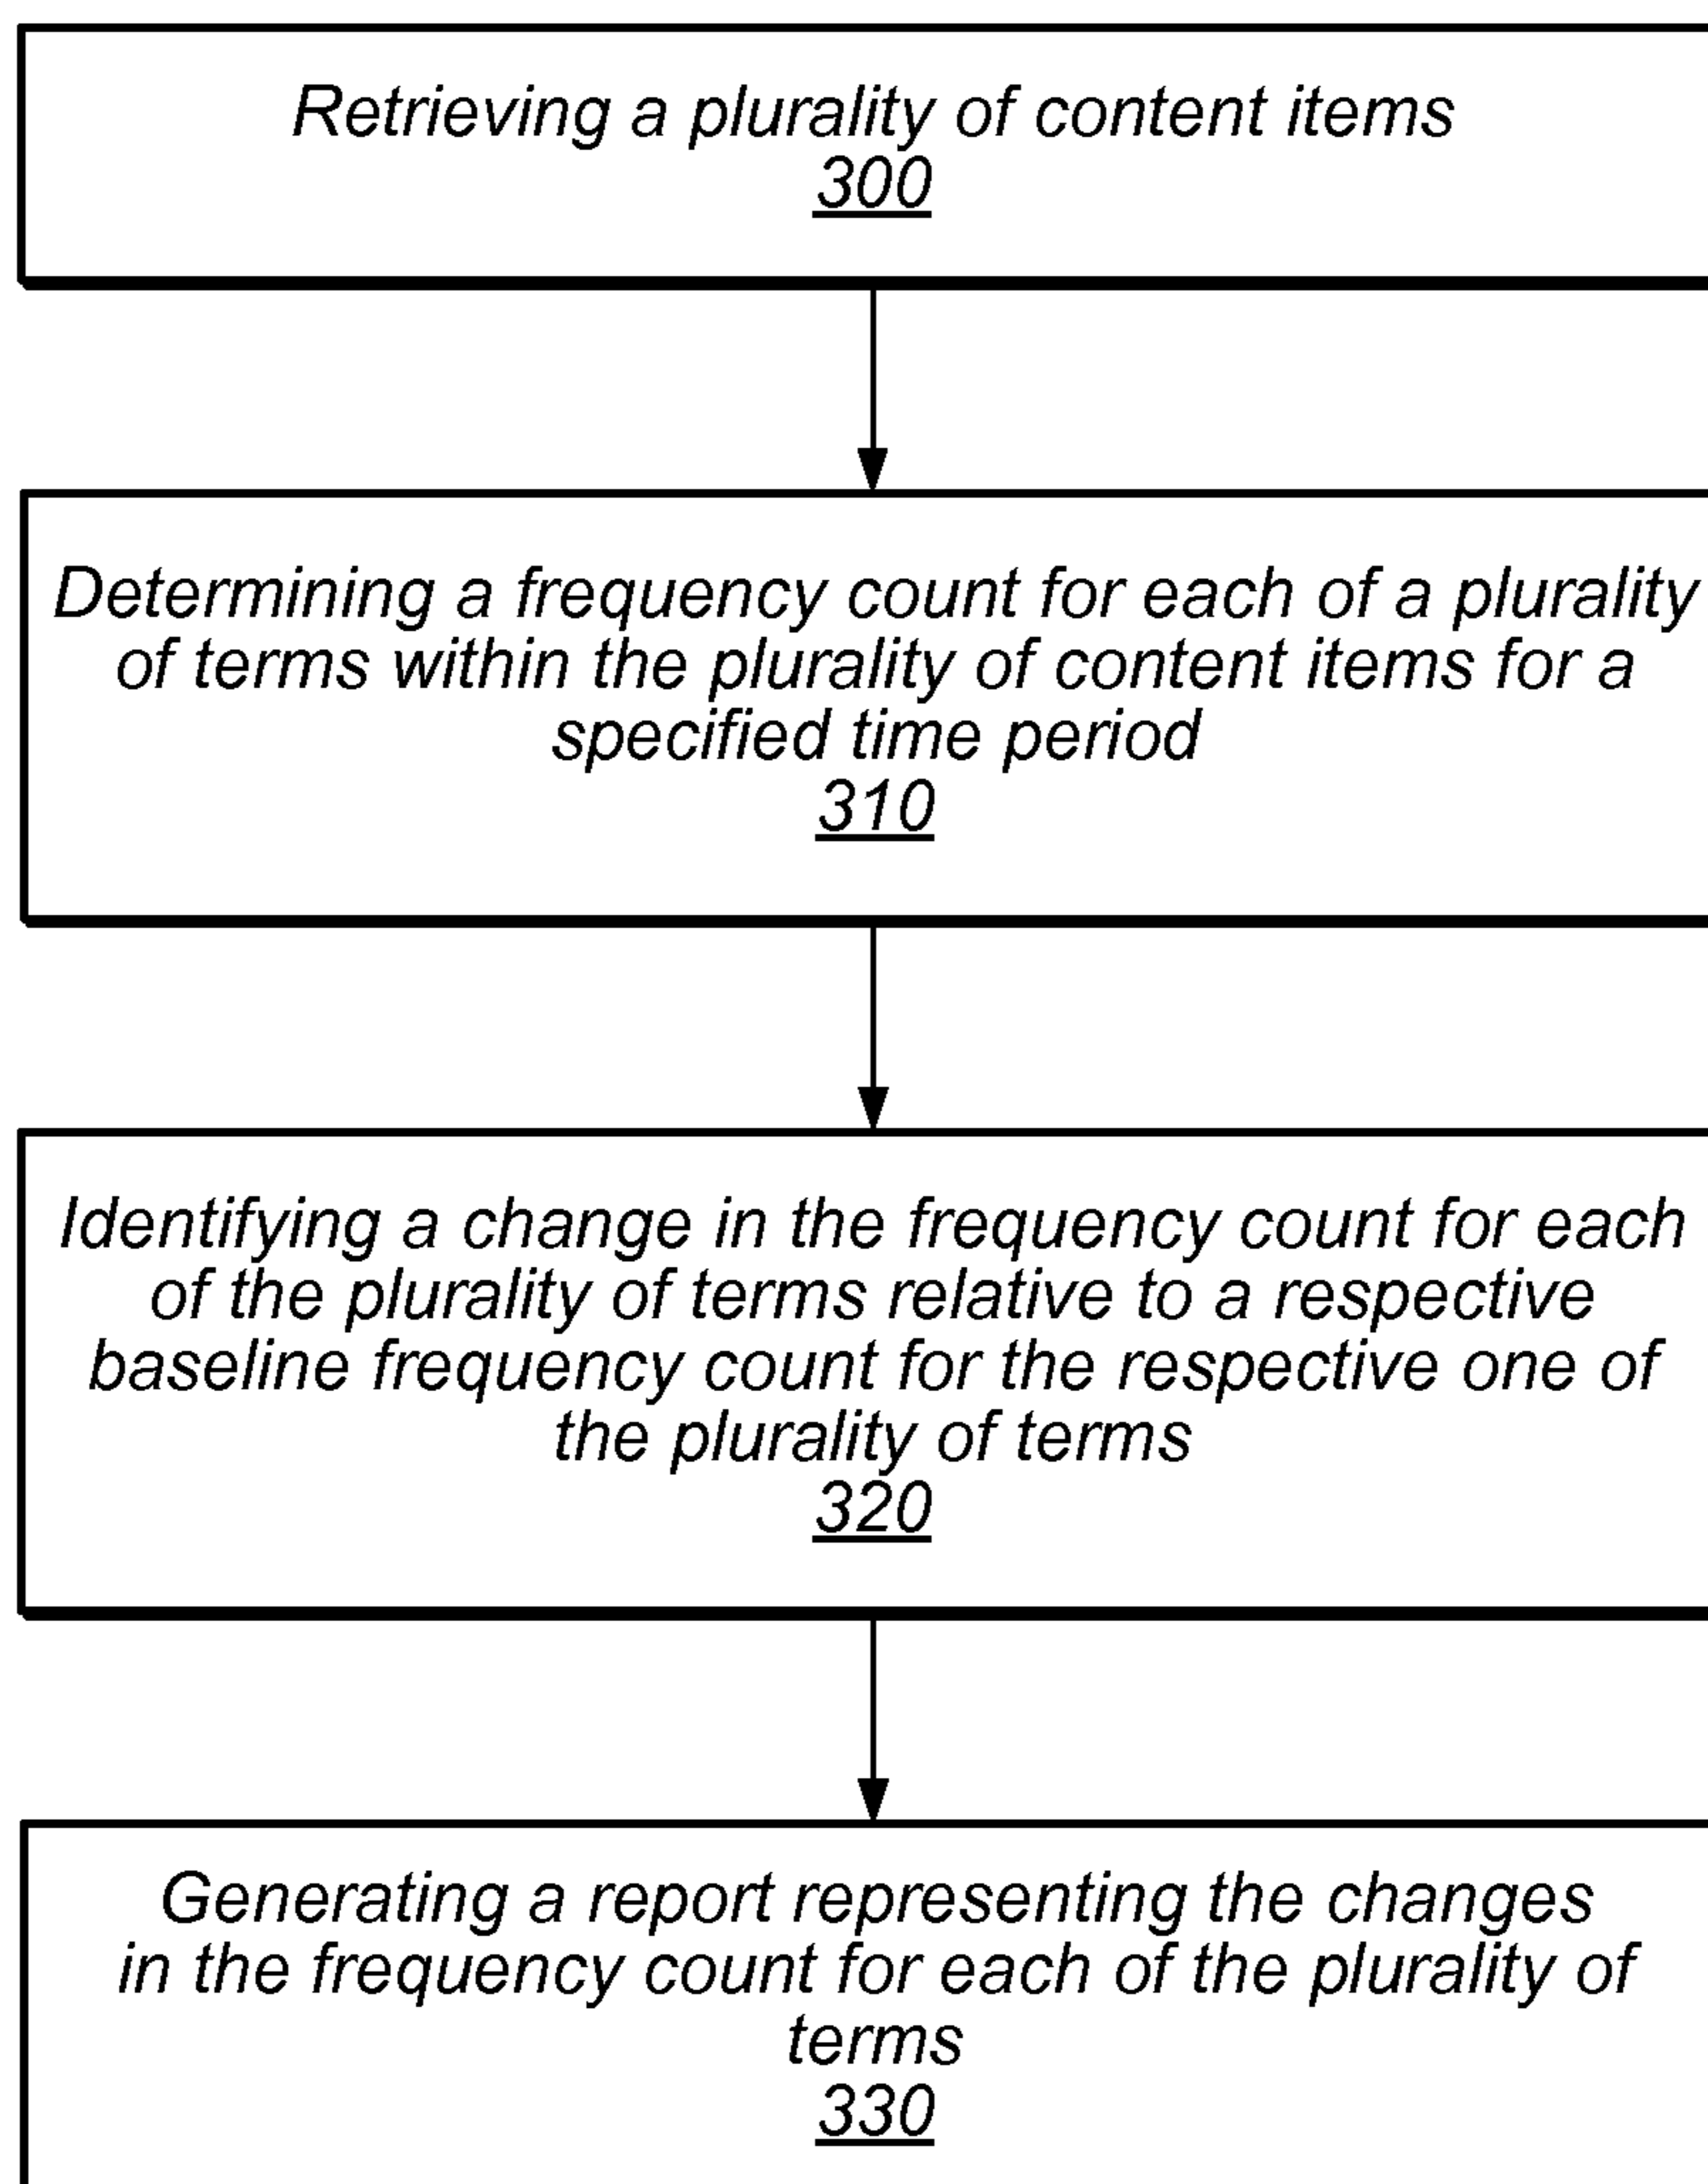 Retrieving a plurality of content items
300
Determining a frequency count for each of a plurality
of terms within the plurality of content items for a
specified time period
310
Identifying a change in the frequency count for each
of the plurality of terms relative to a respective
baseline frequency count for the respective one of
the plurality of terms
320
Generating a report representing the changes
in the frequency count for each of the plurality of
terms
330